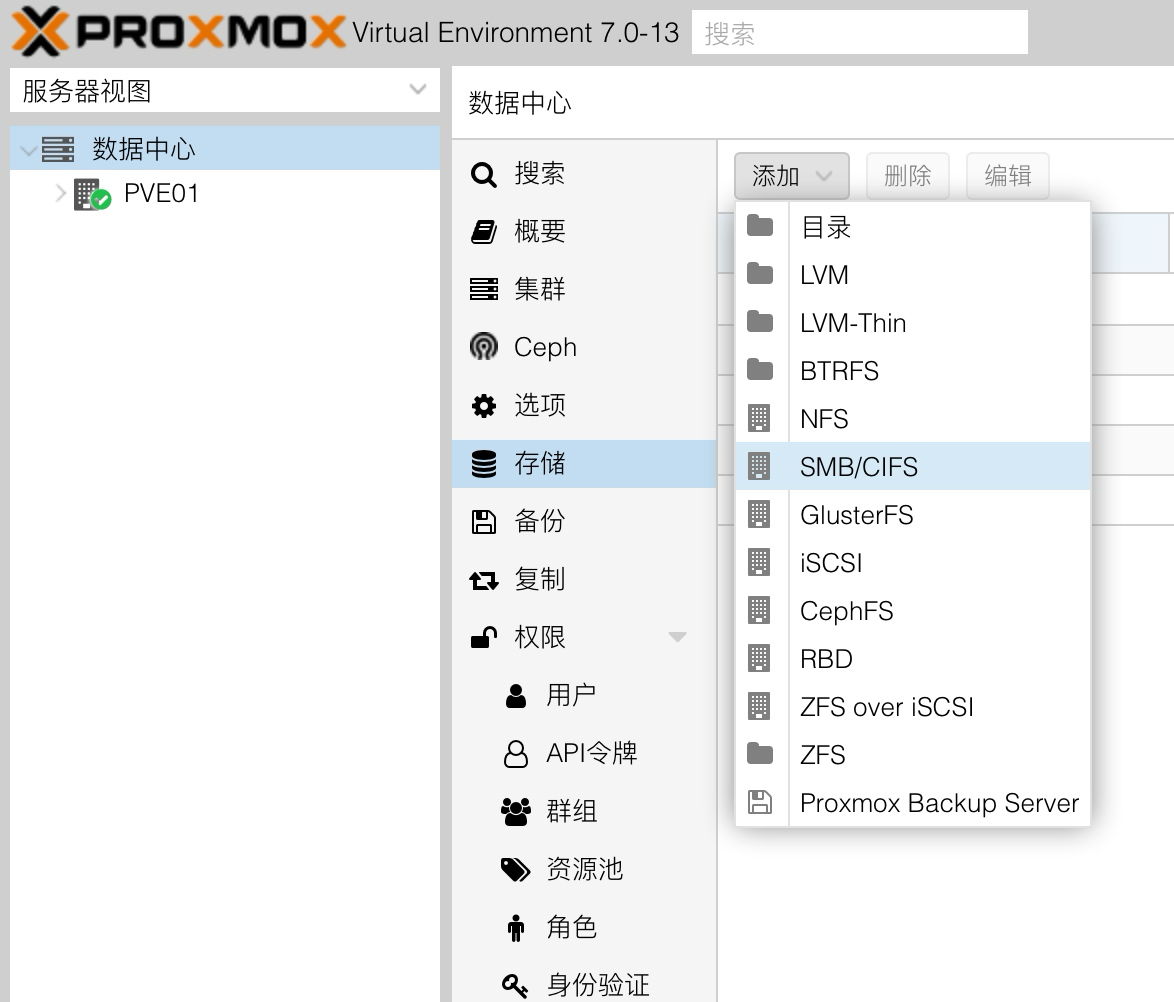 PROXMOX Virtual Environment 7.0-13 搜索
服务器视图
数据中心
PVE01
数据中心
搜索
概要
集群
Ceph
选项
存储
备份
复制
权限
用户
API令牌
群组
资源池
角色
身份验证
添加 删除 编辑
目录
LVM
LVM-Thin
BTRFS
NFS
SMB/CIFS
GlusterFS
iSCSI
CephFS
RBD
ZFS over iSCSI
ZFS
Proxmox Backup Server